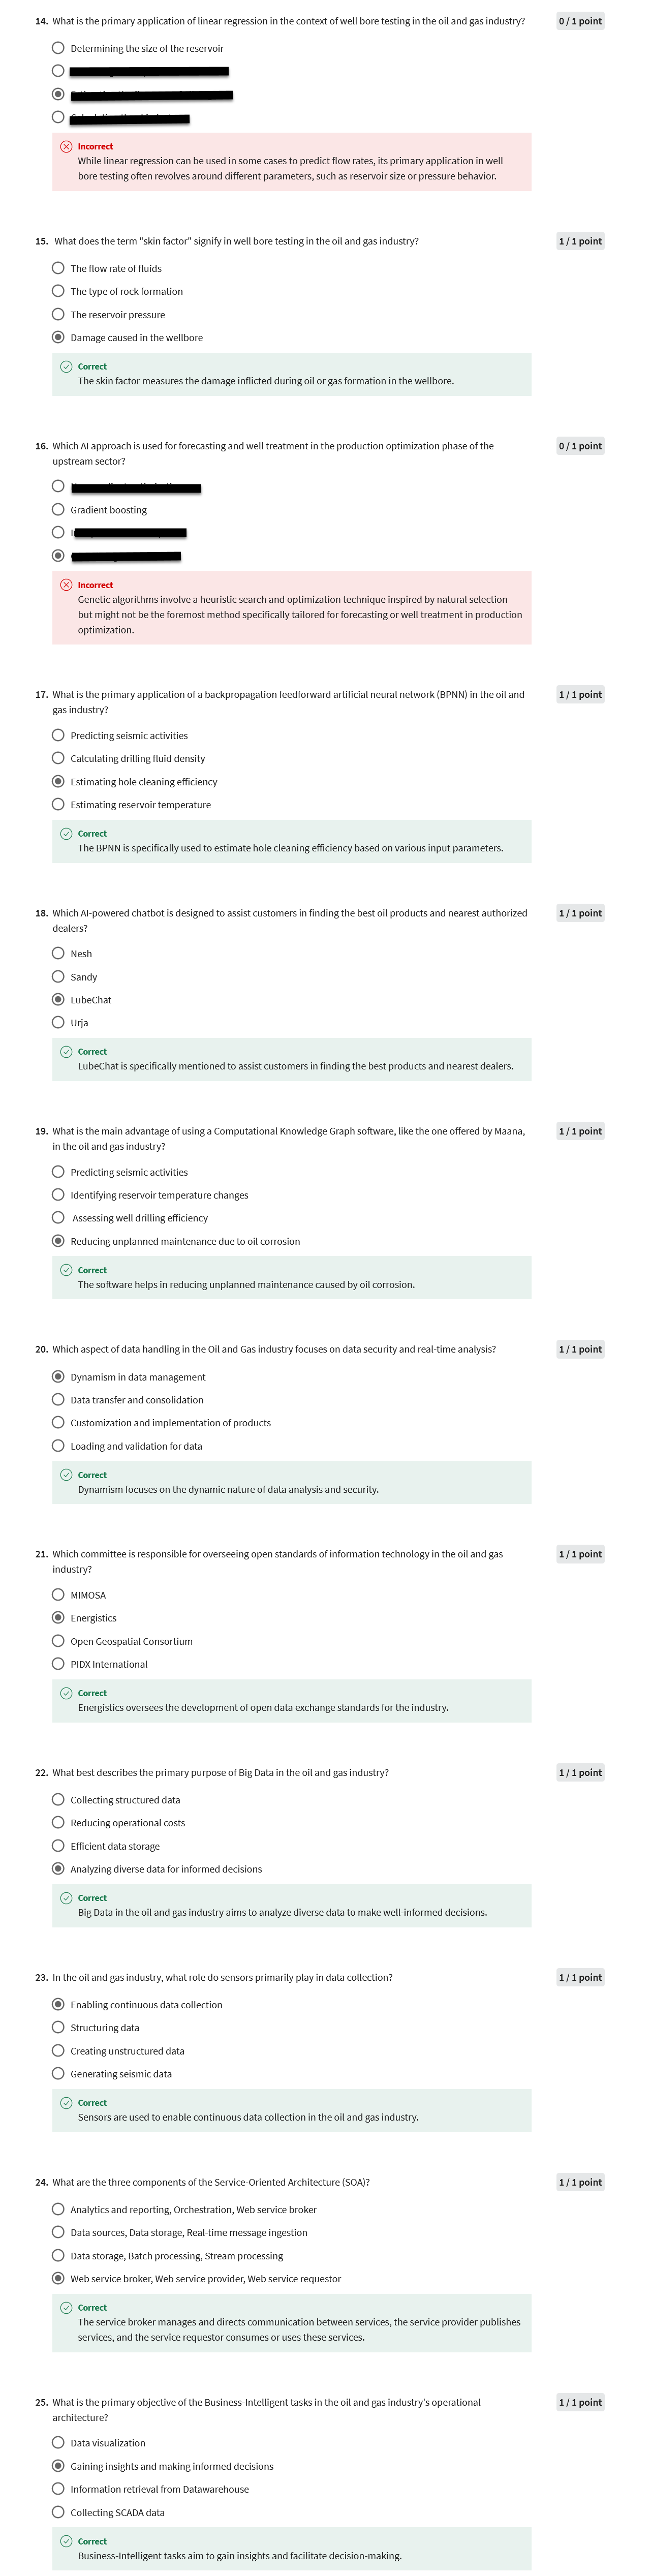 14. What is the primary application of linear regression in the context of well bore testing in the oil and gas industry?
0 / 1 point
Determining the size of the reservoir
Incorrect
While linear regression can be used in some cases to predict flow rates, its primary application in well
bore testing often revolves around different parameters, such as reservoir size or pressure behavior.
15. What does the term "skin factor" signify in well bore testing in the oil and gas industry?
1 / 1 point
The flow rate of fluids
The type of rock formation
The reservoir pressure
Damage caused in the wellbore
Correct
The skin factor measures the damage inflicted during oil or gas formation in the wellbore.
16. Which AI approach is used for forecasting and well treatment in the production optimization phase of the
upstream sector?
0 / 1 point
Gradient boosting
Incorrect
Genetic algorithms involve a heuristic search and optimization technique inspired by natural selection
but might not be the foremost method specifically tailored for forecasting or well treatment in production
optimization.
17. What is the primary application of a backpropagation feedforward artificial neural network (BPNN) in the oil and
gas industry?
1 / 1 point
Predicting seismic activities
Calculating drilling fluid density
Estimating hole cleaning efficiency
Estimating reservoir temperature
Correct
The BPNN is specifically used to estimate hole cleaning efficiency based on various input parameters.
18. Which AI-powered chatbot is designed to assist customers in finding the best oil products and nearest authorized
dealers?
1 / 1 point
Nesh
Sandy
LubeChat
Urja
Correct
LubeChat is specifically mentioned to assist customers in finding the best products and nearest dealers.
19. What is the main advantage of using a Computational Knowledge Graph software, like the one offered by Maana,
in the oil and gas industry?
1 / 1 point
Predicting seismic activities
Identifying reservoir temperature changes
Assessing well drilling efficiency
Reducing unplanned maintenance due to oil corrosion
Correct
The software helps in reducing unplanned maintenance caused by oil corrosion.
20. Which aspect of data handling in the Oil and Gas industry focuses on data security and real-time analysis?
1 / 1 point
Dynamism in data management
Data transfer and consolidation
Customization and implementation of products
Loading and validation for data
Correct
Dynamism focuses on the dynamic nature of data analysis and security.
21. Which committee is responsible for overseeing open standards of information technology in the oil and gas
industry?
1 / 1 point
MIMOSA
Energistics
Open Geospatial Consortium
PIDX International
Correct
Energistics oversees the development of open data exchange standards for the industry.
22. What best describes the primary purpose of Big Data in the oil and gas industry?
1 / 1 point
Collecting structured data
Reducing operational costs
Efficient data storage
Analyzing diverse data for informed decisions
Correct
Big Data in the oil and gas industry aims to analyze diverse data to make well-informed decisions.
23. In the oil and gas industry, what role do sensors primarily play in data collection?
1 / 1 point
Enabling continuous data collection
Structuring data
Creating unstructured data
Generating seismic data
Correct
Sensors are used to enable continuous data collection in the oil and gas industry.
24. What are the three components of the Service-Oriented Architecture (SOA)?
1 / 1 point
Analytics and reporting, Orchestration, Web service broker
Data sources, Data storage, Real-time message ingestion
Data storage, Batch processing, Stream processing
Web service broker, Web service provider, Web service requestor
Correct
The service broker manages and directs communication between services, the service provider publishes
services, and the service requestor consumes or uses these services.
25. What is the primary objective of the Business-Intelligent tasks in the oil and gas industry's operational
architecture?
1 / 1 point
Data visualization
Gaining insights and making informed decisions
Information retrieval from Datawarehouse
Collecting SCADA data
Correct
Business-Intelligent tasks aim to gain insights and facilitate decision-making.